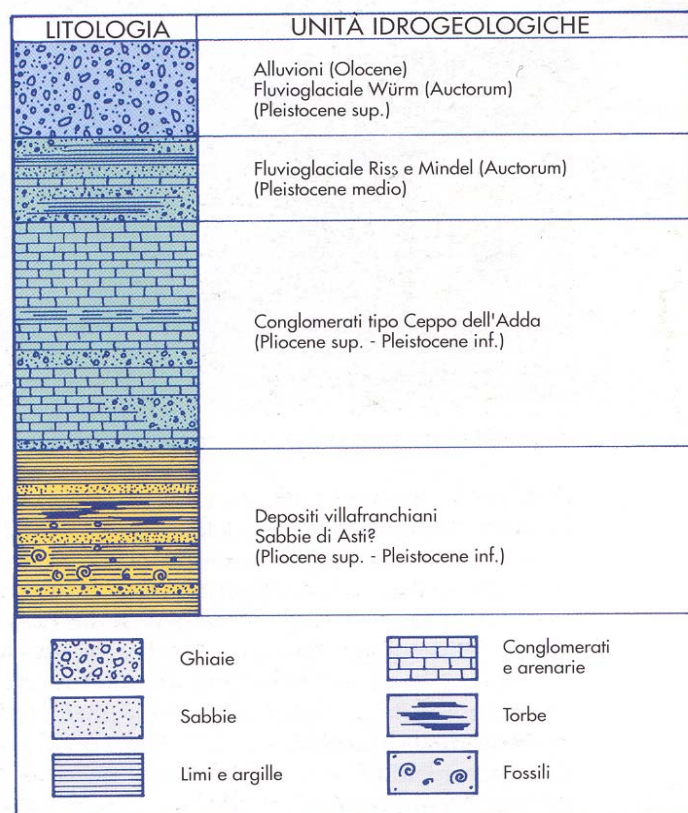 LITOLOGIA
UNITÀ IDROGEOLOGICHE
Alluvioni (Olocene)
Fluvioglaciale Würm (Auctorum)
(Pleistocene sup.)
Fluvioglaciale Riss e Mindel (Auctorum)
(Pleistocene medio)
Conglomerati tipo Ceppo dell'Adda
(Pliocene sup. - Pleistocene inf.)
Depositi villafranchiani
Sabbie di Asti?
(Pliocene sup. - Pleistocene inf.)
Ghiaie
Conglomerati
e arenarie
Sabbie
Torbe
Limi e argille
Fossili